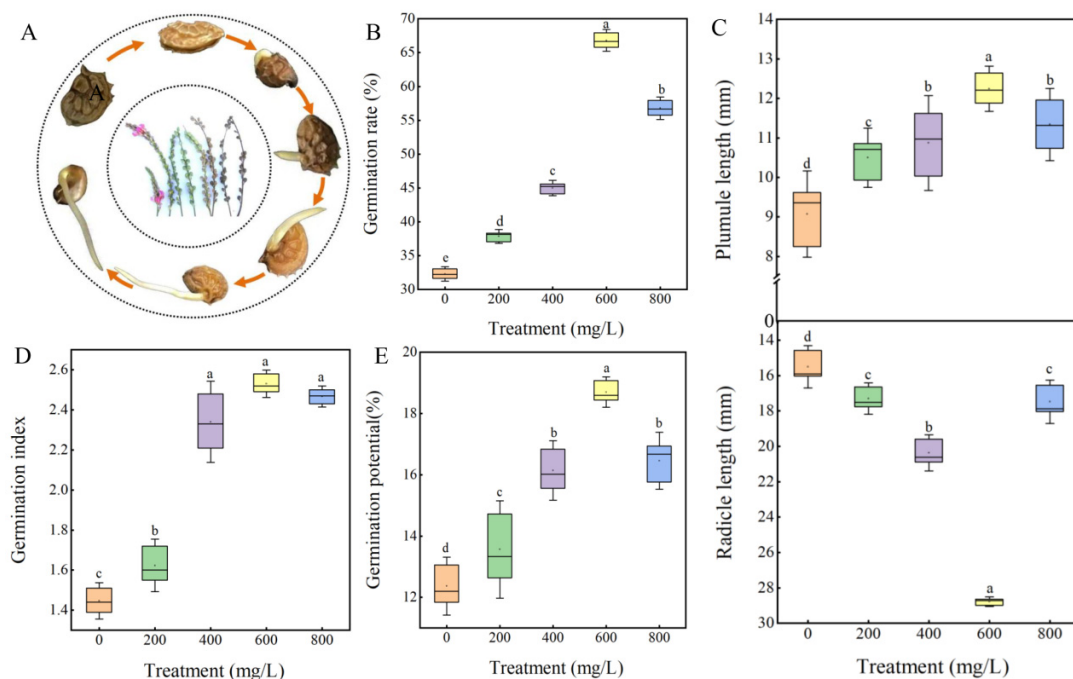 A
A
B
Germination rate (%)
70
65
60
55
50
45
40
35
30
e
d
c
a
b
0 200 400 600 800
Treatment (mg/L)
C
Plumule length (mm)
13
12
11
10
9
8
0
d
c
b
a
b
Radicle length (mm)
15
16
17
18
20
22
24
26
28
30
d
c
b
a
c
0 200 400 600 800
Treatment (mg/L)
D
Germination index
2.6
2.4
2.2
2.0
1.8
1.6
1.4
c
b
a
a
a
0 200 400 600 800
Treatment (mg/L)
E
Germination potential(%)
20
18
16
14
12
d
c
b
a
b
0 200 400 600 800
Treatment (mg/L)